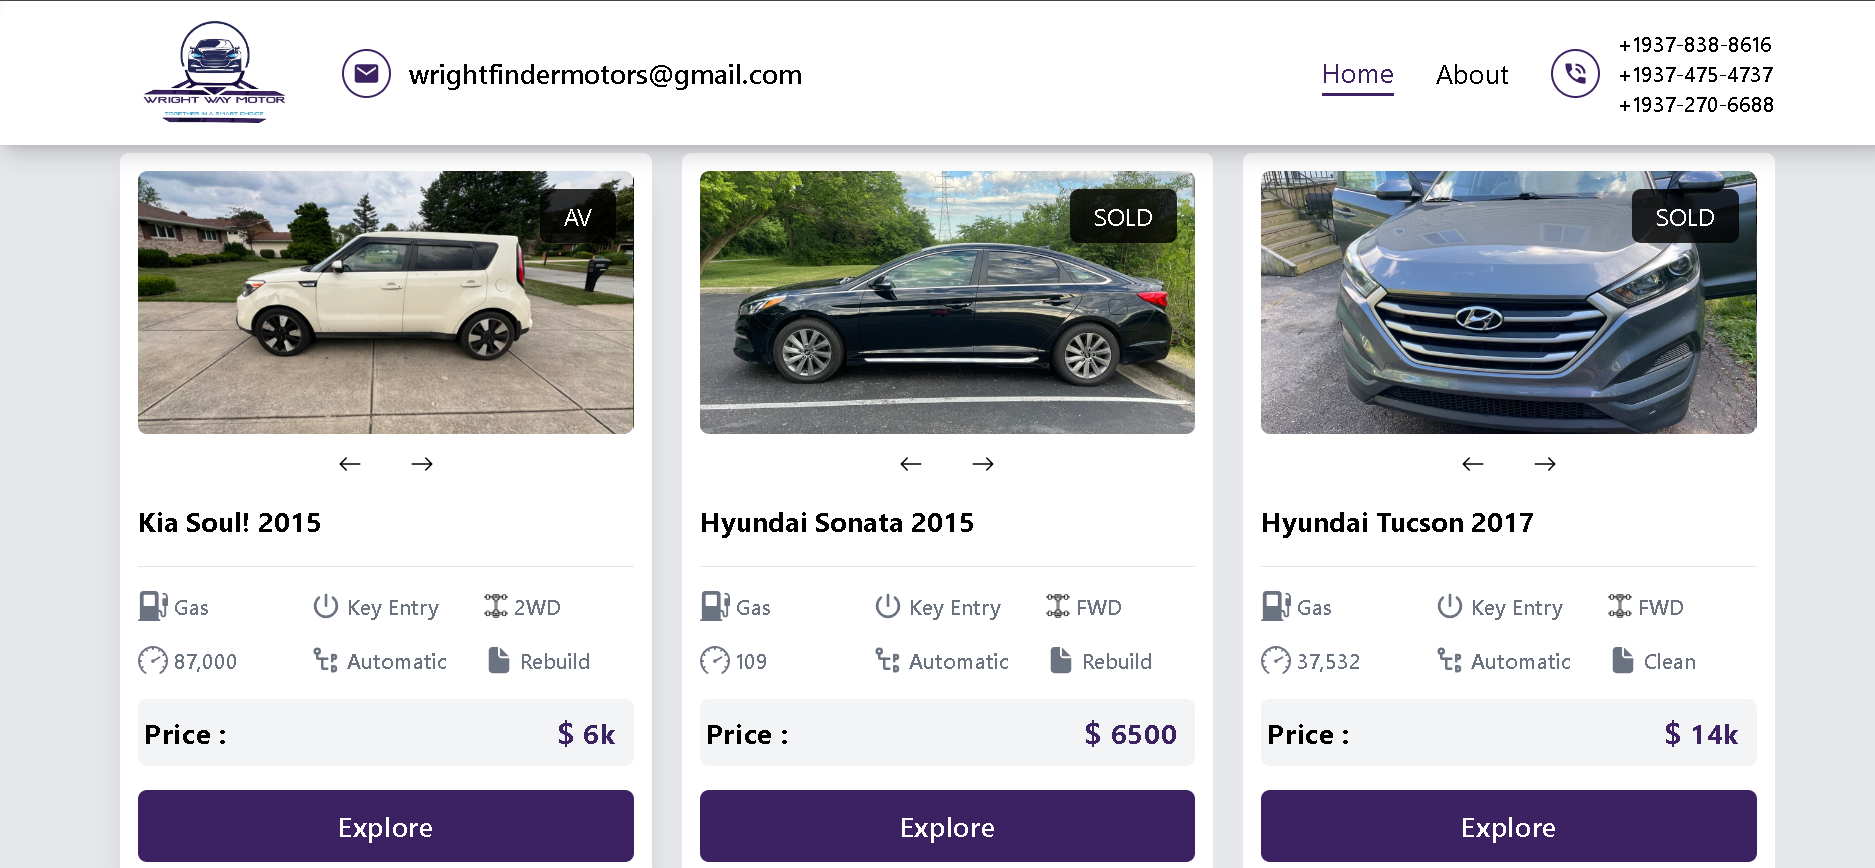 WRIGHT WAY MOTOR
TOGETHER IN A SMART CHOICE
wrightfindermotors@gmail.com
Home
About
+1937-838-8616
+1937-475-4737
+1937-270-6688
AV
SOLD
SOLD
Kia Soul! 2015
Gas
Key Entry
2WD
87,000
Automatic
Rebuild
Price :
$ 6k
Explore
Hyundai Sonata 2015
Gas
Key Entry
FWD
109
Automatic
Rebuild
Price :
$ 6500
Explore
Hyundai Tucson 2017
Gas
Key Entry
FWD
37,532
Automatic
Clean
Price :
$ 14k
Explore